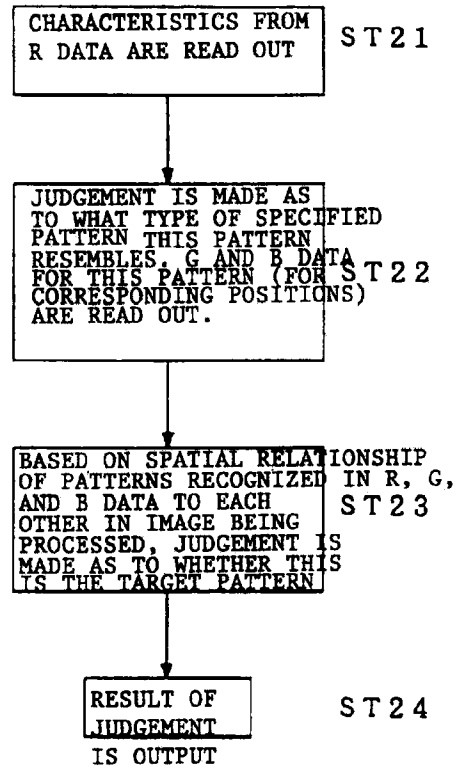 CHARACTERISTICS FROM
R DATA ARE READ OUT
ST21
JUDGEMENT IS MADE AS
TO WHAT TYPE OF SPECIFIED
PATTERN THIS PATTERN
RESEMBLES. G AND B DATA
FOR THIS PATTERN (FOR
CORRESPONDING POSITIONS)
ARE READ OUT.
ST22
BASED ON SPATIAL RELATIONSHIP
OF PATTERNS RECOGNIZED IN R, G,
AND B DATA TO EACH
OTHER IN IMAGE BEING
PROCESSED, JUDGEMENT IS
MADE AS TO WHETHER THIS
IS THE TARGET PATTERN
ST23
RESULT OF
JUDGEMENT
IS OUTPUT
ST24